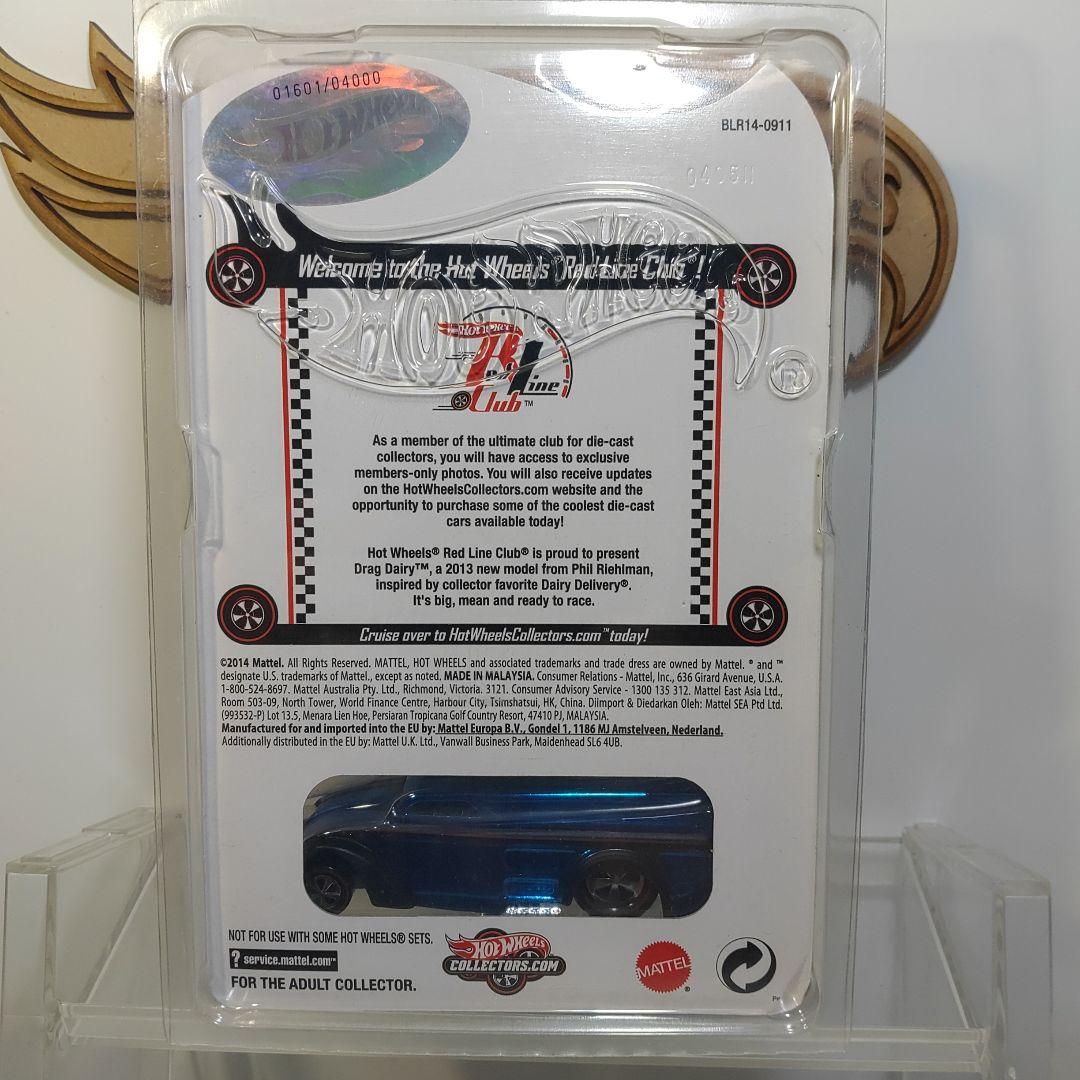 01601/04000
HOT WHEELS
BLR14-0911
Welcome to the Hot Wheels® Red Line Club™!
HOT WHEELS
Red Line
Club™
®
As a member of the ultimate club for die-cast
collectors, you will have access to exclusive
members-only photos. You will also receive updates
on the HotWheelsCollectors.com website and the
opportunity to purchase some of the coolest die-cast
cars available today!
Hot Wheels® Red Line Club® is proud to present
Drag Dairy™, a 2013 new model from Phil Riehlman,
inspired by collector favorite Dairy Delivery®.
It's big, mean and ready to race.
Cruise over to HotWheelsCollectors.com™ today!
©2014 Mattel. All Rights Reserved. MATTEL, HOT WHEELS and associated trademarks and trade dress are owned by Mattel. ® and ™
designate U.S. trademarks of Mattel., except as noted. MADE IN MALAYSIA. Consumer Relations - Mattel, Inc., 636 Girard Avenue, U.S.A.
1-800-524-8697. Mattel Australia Pty. Ltd., Richmond, Victoria. 3121. Consumer Advisory Service - 1300 135 312. Mattel East Asia Ltd.,
Room 503-09, North Tower, World Finance Centre, Harbour City, Tsimshatsui, HK, China. Diimport & Diedarkan Oleh: Mattel SEA Ptd Ltd.
(993532-P) Lot 13.5, Menara Lien Hoe, Persiaran Tropicana Golf Country Resort, 47410 PJ, MALAYSIA.
Manufactured for and imported into the EU by: Mattel Europa B.V., Gondel 1, 1186 MJ Amstelveen, Nederland.
Additionally distributed in the EU by: Mattel U.K. Ltd., Vanwall Business Park, Maidenhead SL6 4UB.
NOT FOR USE WITH SOME HOT WHEELS® SETS.
? service.mattel.com™
FOR THE ADULT COLLECTOR.
HOT WHEELS
COLLECTORS.COM™
MATTEL®